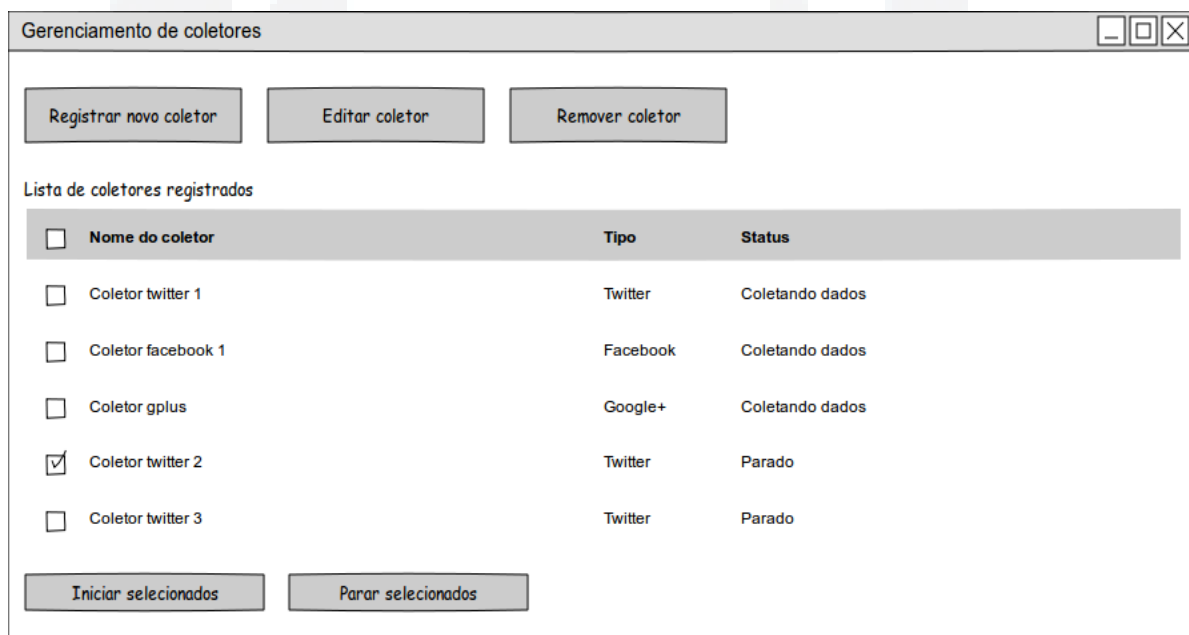 Gerenciamento de coletores
Registrar novo coletor Editar coletor Remover coletor
Lista de coletores registrados
Nome do coletor Tipo Status
Coletor twitter 1 Twitter Coletando dados
Coletor facebook 1 Facebook Coletando dados
Coletor gplus Google+ Coletando dados
Coletor twitter 2 Twitter Parado
Coletor twitter 3 Twitter Parado
Iniciar selecionados Parar selecionados